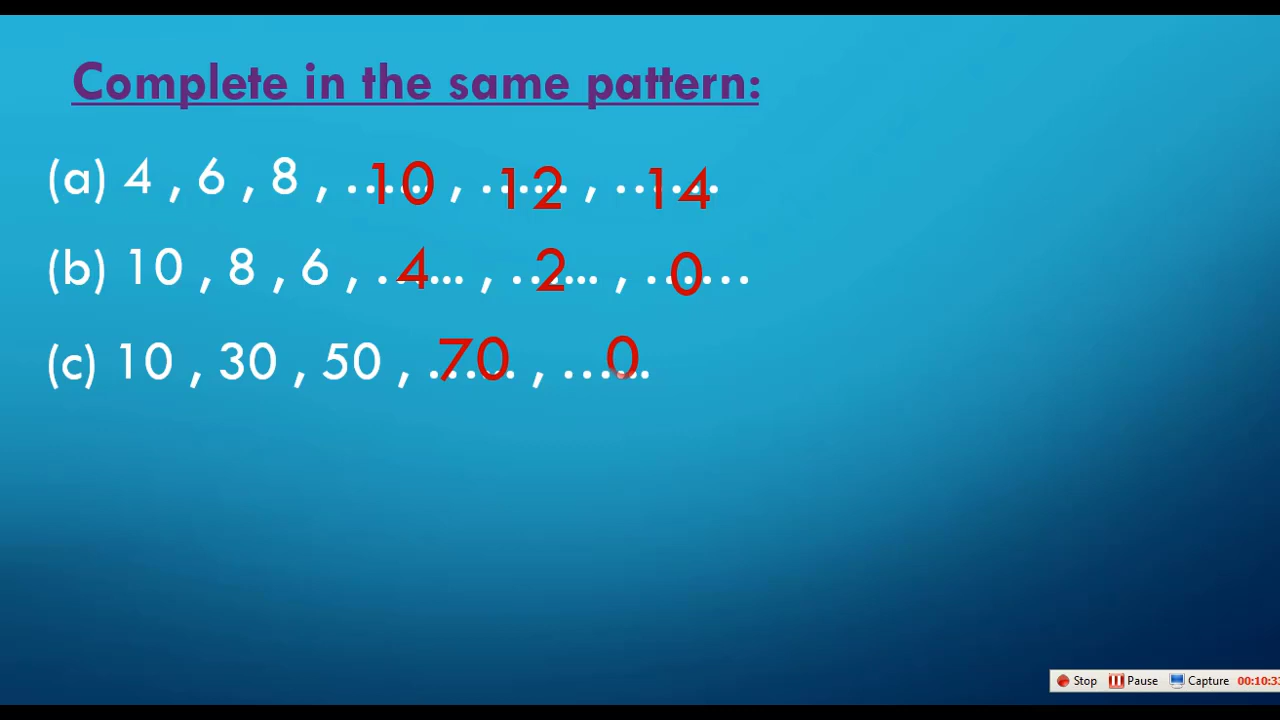 Complete in the same pattern:
(a) 4 , 6 , 8 , ...10... , ...12... , ...14...
(b) 10 , 8 , 6 , ...4... , ...2... , ...0...
(c) 10 , 30 , 50 , ...70... , ...0...
Stop Pause Capture 00:10:33